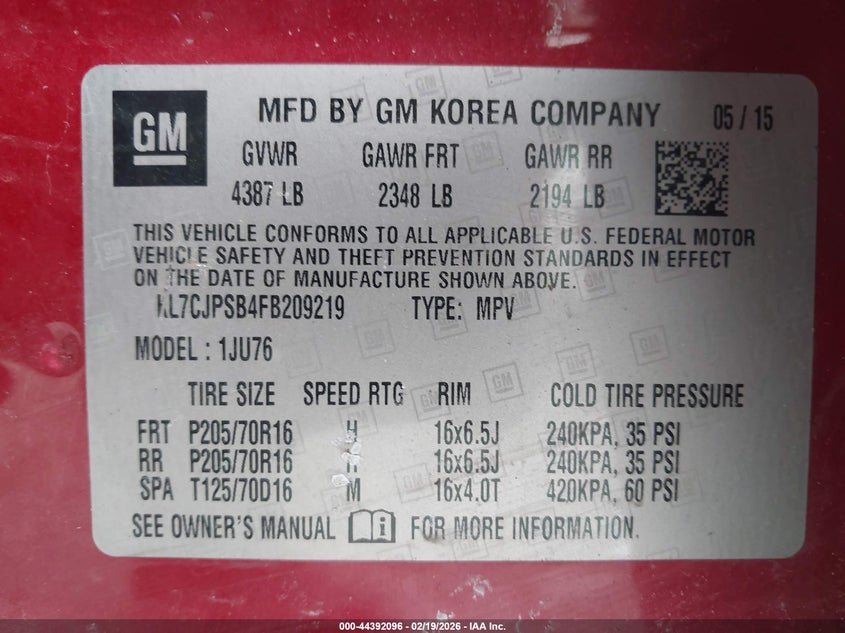 GM
MFD BY GM KOREA COMPANY 05 / 15
GVWR GAWR FRT GAWR RR
4387 LB 2348 LB 2194 LB
THIS VEHICLE CONFORMS TO ALL APPLICABLE U.S. FEDERAL MOTOR
VEHICLE SAFETY AND THEFT PREVENTION STANDARDS IN EFFECT
ON THE DATE OF MANUFACTURE SHOWN ABOVE.
KL7CJPSB4FB209219 TYPE: MPV
MODEL : 1JU76
TIRE SIZE SPEED RTG RIM COLD TIRE PRESSURE
FRT P205/70R16 H 16x6.5J 240KPA, 35 PSI
RR P205/70R16 H 16x6.5J 240KPA, 35 PSI
SPA T125/70D16 M 16x4.0T 420KPA, 60 PSI
SEE OWNER'S MANUAL i FOR MORE INFORMATION.
000-44392096 - 02/19/2026 - IAA Inc.